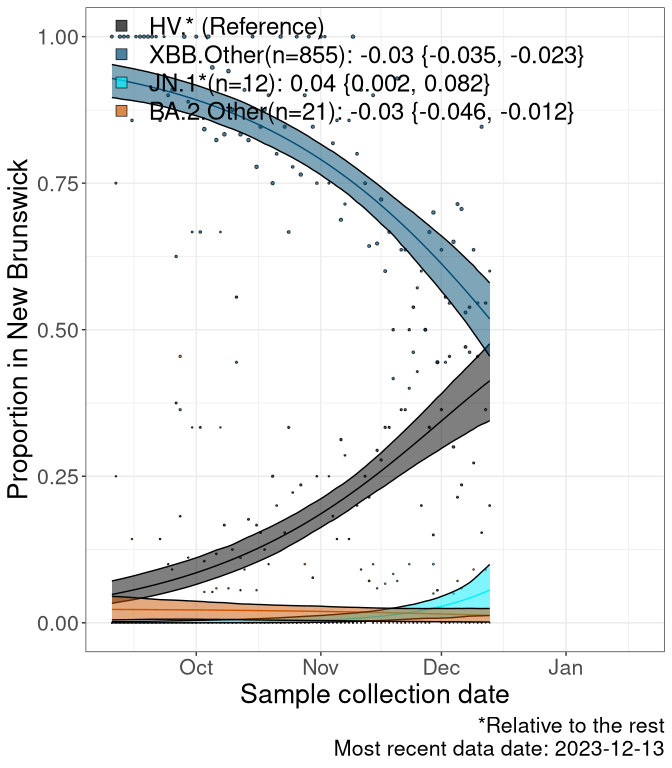 HV* (Reference)
XBB.Other(n=855): -0.03 {-0.035, -0.023}
JN.1*(n=12): 0.04 {0.002, 0.082}
BA.2.Other(n=21): -0.03 {-0.046, -0.012}
1.00
0.75
0.50
0.25
0.00
Proportion in New Brunswick
Oct Nov Dec Jan
Sample collection date
*Relative to the rest
Most recent data date: 2023-12-13